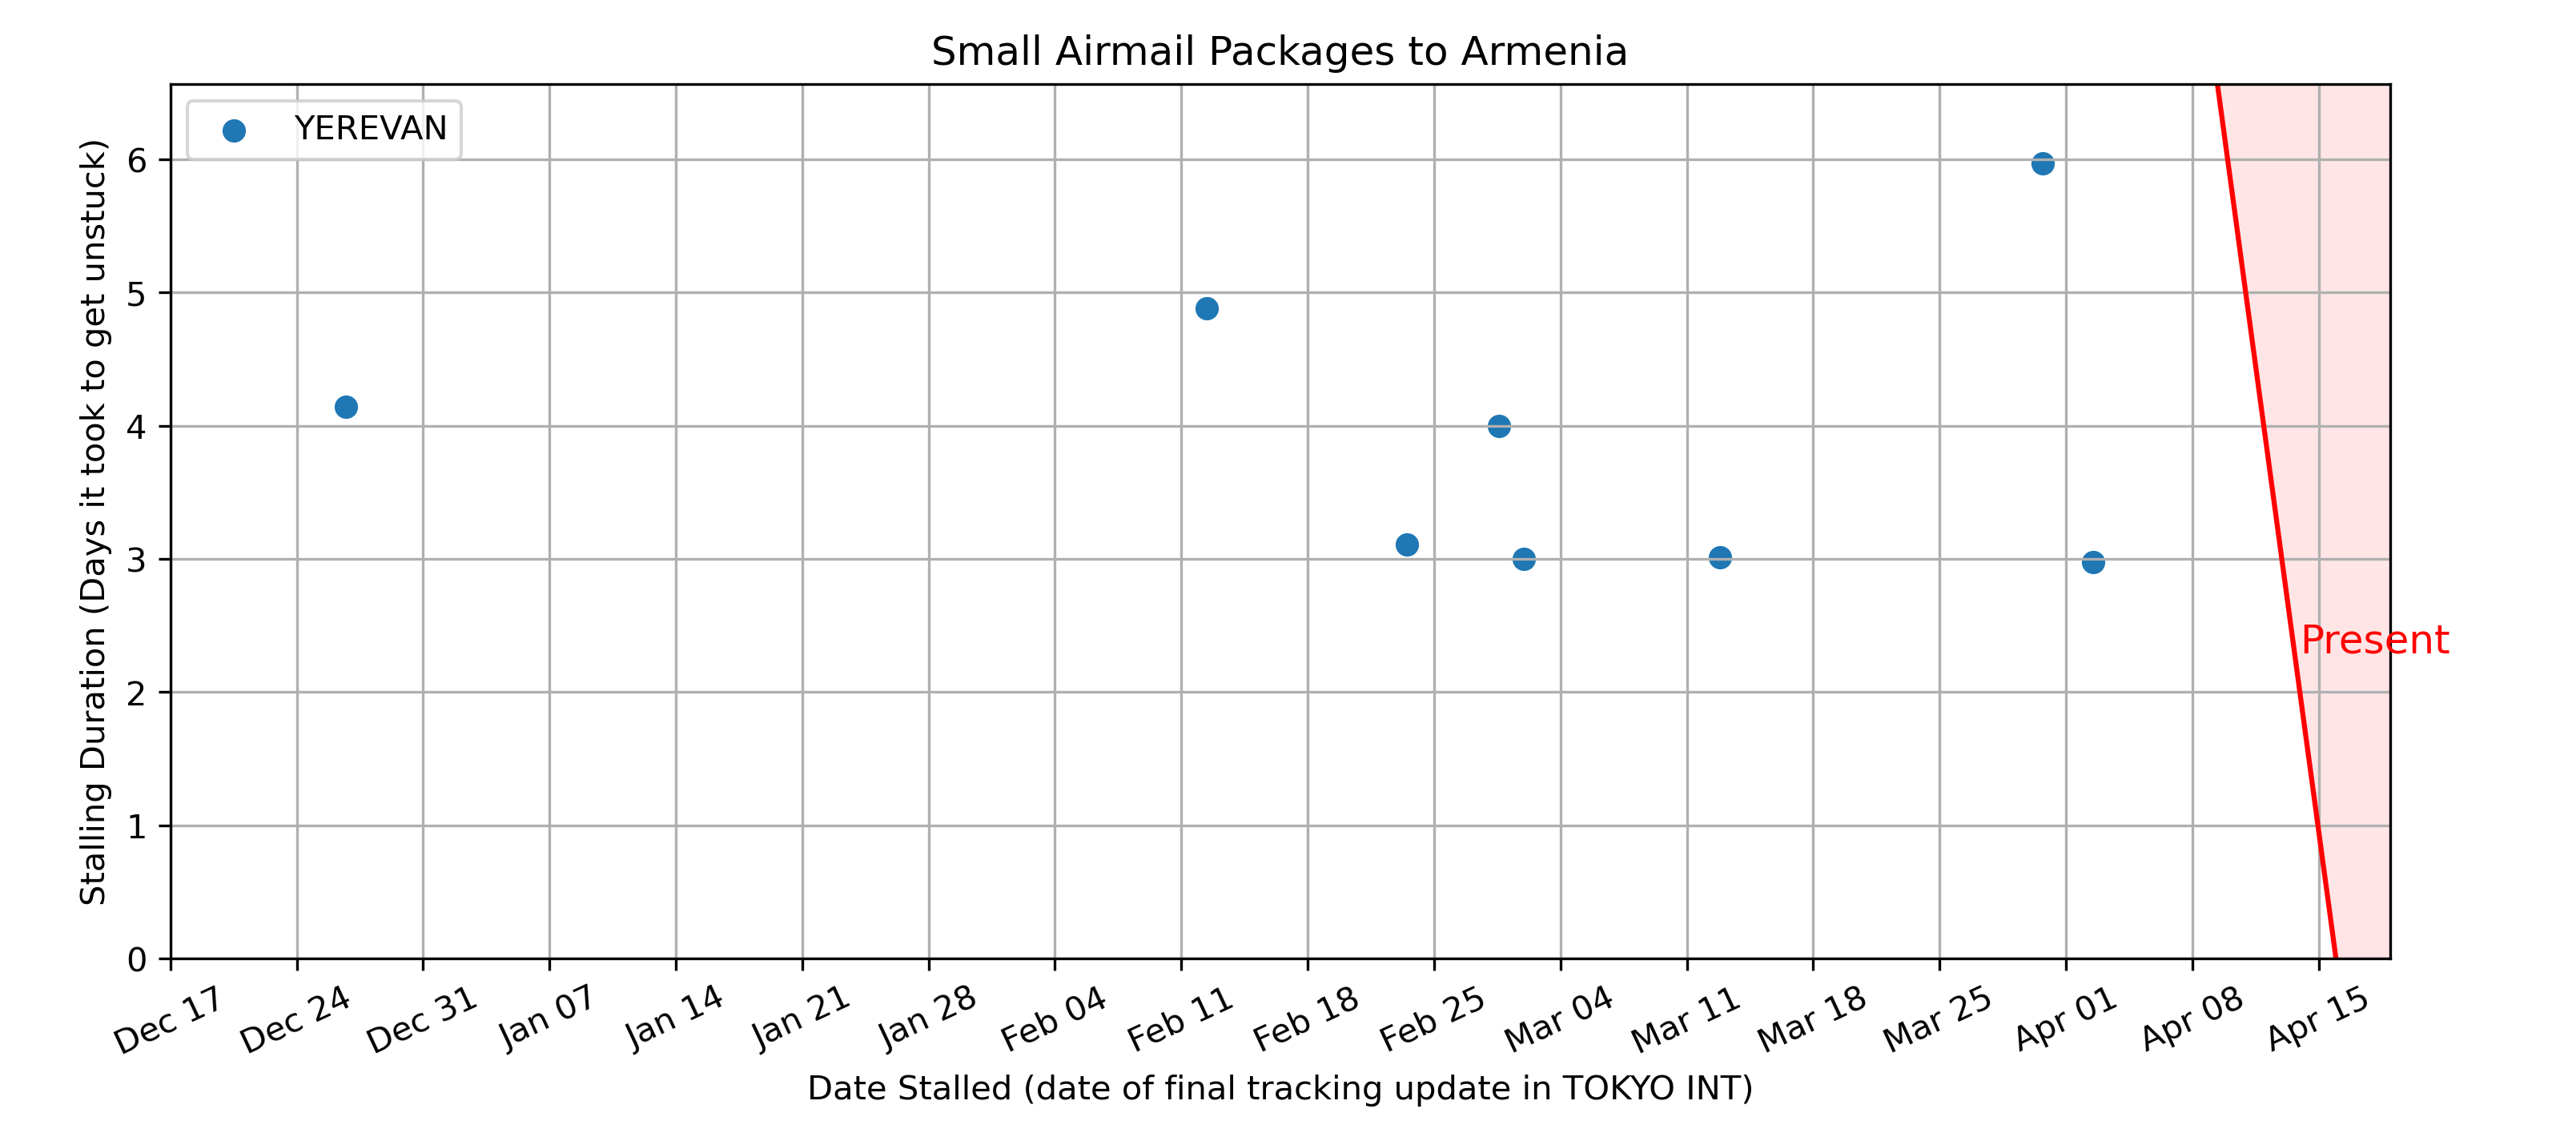 Small Airmail Packages to Armenia
YEREVAN
Stalling Duration (Days it took to get unstuck)
6
5
4
3
2
1
0
Present
Dec 17
Dec 24
Dec 31
Jan 07
Jan 14
Jan 21
Jan 28
Feb 04
Feb 11
Feb 18
Feb 25
Mar 04
Mar 11
Mar 18
Mar 25
Apr 01
Apr 08
Apr 15
Date Stalled (date of final tracking update in TOKYO INT)